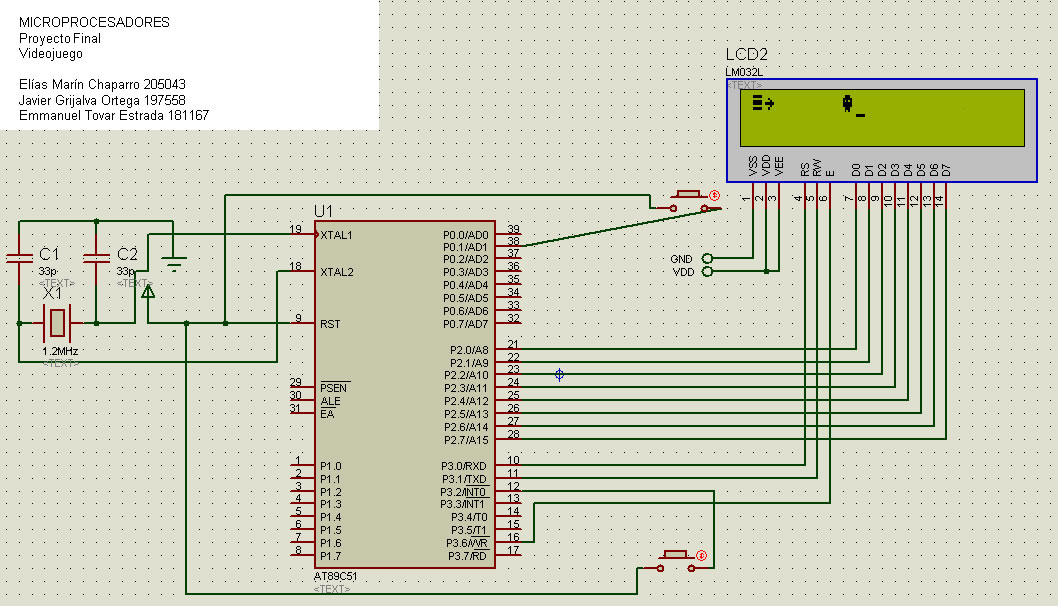 MICROPROCESADORES
Proyecto Final
Videojuego
Elías Marín Chaparro 205043
Javier Grijalva Ortega 197558
Emmanuel Tovar Estrada 181167
LCD2
LM032L
<TEXT>
VSS
VDD
VEE
RS
RW
E
D0
D1
D2
D3
D4
D5
D6
D7
1
2
3
4
5
6
7
8
9
10
11
12
13
14
GND
VDD
C1
33p
<TEXT>
C2
33p
<TEXT>
X1
1.2MHz
<TEXT>
U1
19 XTAL1
18 XTAL2
9 RST
29 PSEN
30 ALE
31 EA
1 P1.0
2 P1.1
3 P1.2
4 P1.3
5 P1.4
6 P1.5
7 P1.6
8 P1.7
P0.0/AD0 39
P0.1/AD1 38
P0.2/AD2 37
P0.3/AD3 36
P0.4/AD4 35
P0.5/AD5 34
P0.6/AD6 33
P0.7/AD7 32
P2.0/A8 21
P2.1/A9 22
P2.2/A10 23
P2.3/A11 24
P2.4/A12 25
P2.5/A13 26
P2.6/A14 27
P2.7/A15 28
P3.0/RXD 10
P3.1/TXD 11
P3.2/INT0 12
P3.3/INT1 13
P3.4/T0 14
P3.5/T1 15
P3.6/WR 16
P3.7/RD 17
AT89C51
<TEXT>